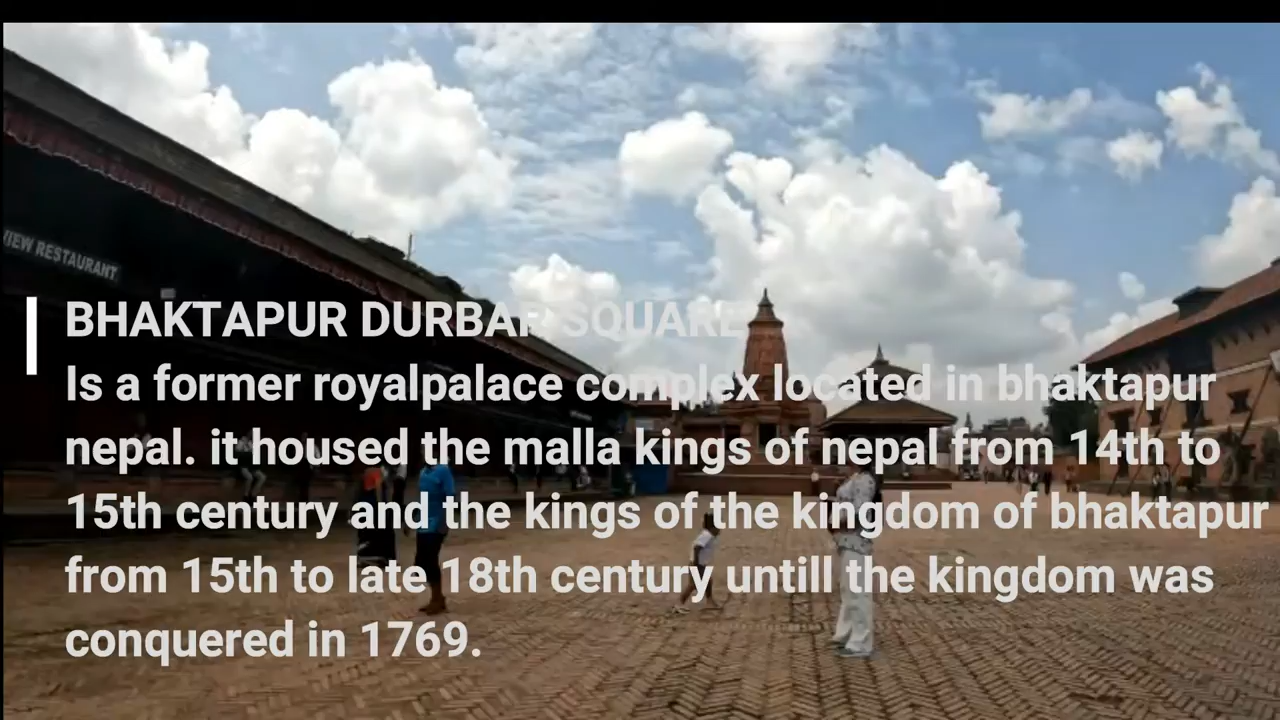 VIEW RESTAURANT
BHAKTAPUR DURBAR SQUARE
Is a former royalpalace complex located in bhaktapur
nepal. it housed the malla kings of nepal from 14th to
15th century and the kings of the kingdom of bhaktapur
from 15th to late 18th century untill the kingdom was
conquered in 1769.